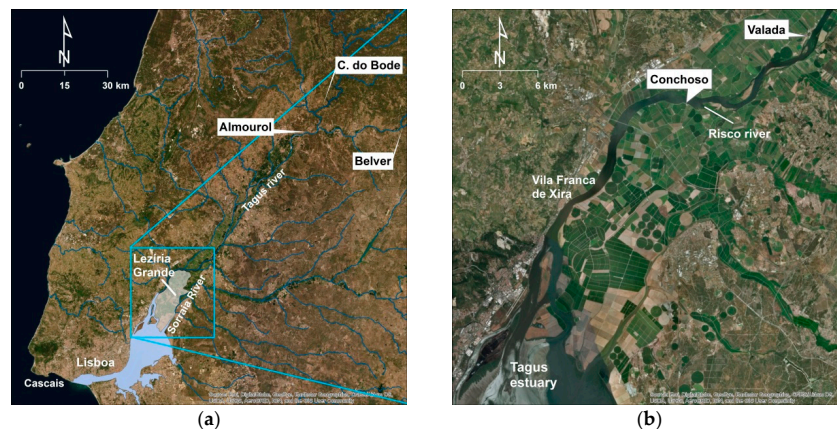 N
0 15 30 km
C. do Bode
Almourol
Belver
Tagus river
Lezíria
Grande
Sorraia River
Lisboa
Cascais
(a)
N
0 3 6 km
Valada
Conchoso
Risco river
Vila Franca
de Xira
Tagus
estuary
(b)